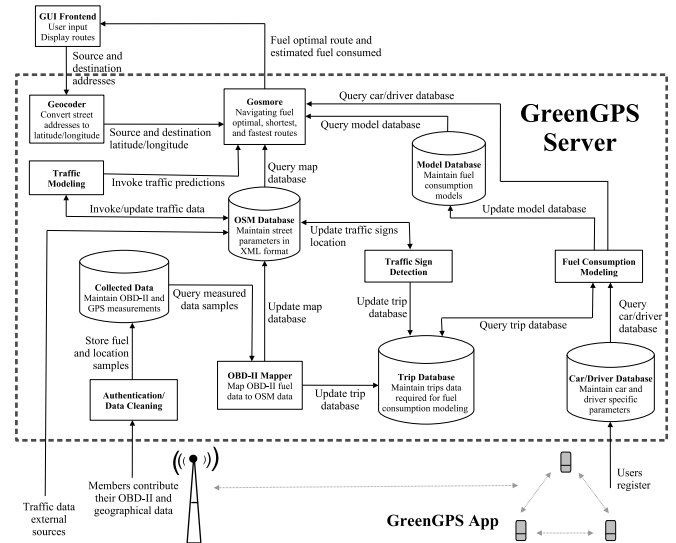 GUI Frontend
User input
Display routes
Fuel optimal route and
estimated fuel consumed
Source and
destination
addresses
Geocoder
Convert street
addresses to
latitude/longitude
Source and destination
latitude/longitude
Gosmore
Navigating fuel
optimal, shortest,
and fastest routes
Query car/driver database
Query model database
GreenGPS
Server
Model Database
Maintain fuel
consumption
models
Query map
database
Traffic
Modeling
Invoke traffic predictions
Invoke/update traffic data
OSM Database
Maintain street
parameters in
XML format
Update traffic signs
location
Update model database
Traffic Sign
Detection
Fuel Consumption
Modeling
Collected Data
Maintain OBD-II and
GPS measurements
Query measured
data samples
Update map
database
Update trip
database
Query trip database
Query
car/driver
database
Store fuel
and location
samples
OBD-II Mapper
Map OBD-II fuel
data to OSM data
Update trip
database
Trip Database
Maintain trips data
required for fuel
consumption modeling
Car/Driver Database
Maintain car and
driver specific
parameters
Authentication/
Data Cleaning
Members contribute
their OBD-II and
geographical data
Users
register
Traffic data
external
sources
GreenGPS App